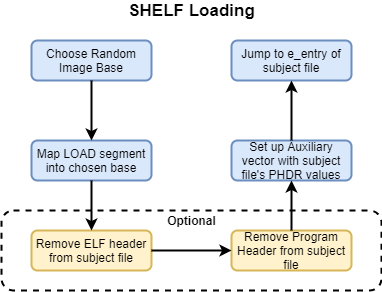 SHELF Loading
Choose Random
Image Base
Map LOAD segment
into chosen base
Optional
Remove ELF header
from subject file
Remove Program
Header from subject
file
Set up Auxiliary
vector with subject
file's PHDR values
Jump to e_entry of
subject file